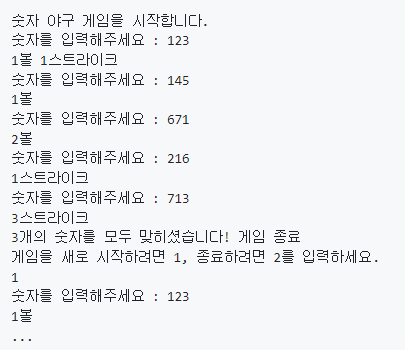 숫자 야구 게임을 시작합니다.
숫자를 입력해주세요 : 123
1볼 1스트라이크
숫자를 입력해주세요 : 145
1볼
숫자를 입력해주세요 : 671
2볼
숫자를 입력해주세요 : 216
1스트라이크
숫자를 입력해주세요 : 713
3스트라이크
3개의 숫자를 모두 맞히셨습니다! 게임 종료
게임을 새로 시작하려면 1, 종료하려면 2를 입력하세요.
1
숫자를 입력해주세요 : 123
1볼
...